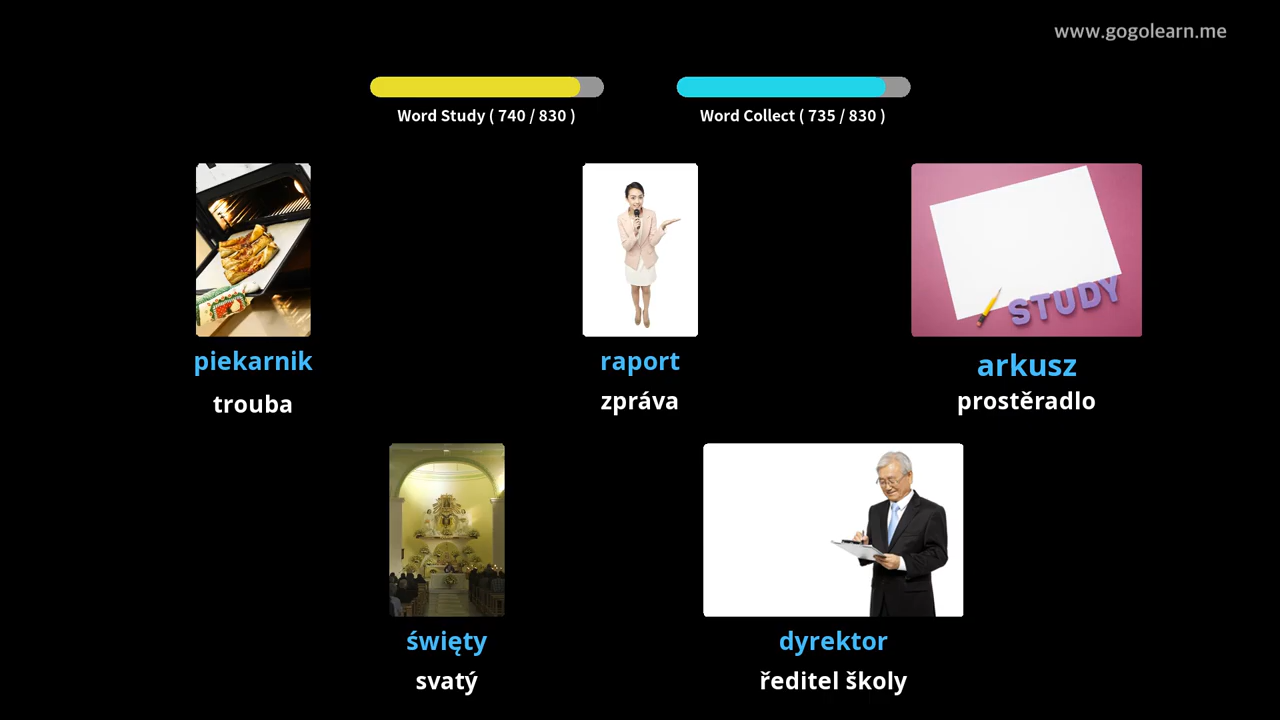 www.gogolearn.me
Word Study ( 740 / 830 )
Word Collect ( 735 / 830 )
STUDY
piekarnik
raport
arkusz
trouba
zpráva
prostěradlo
święty
dyrektor
svatý
ředitel školy